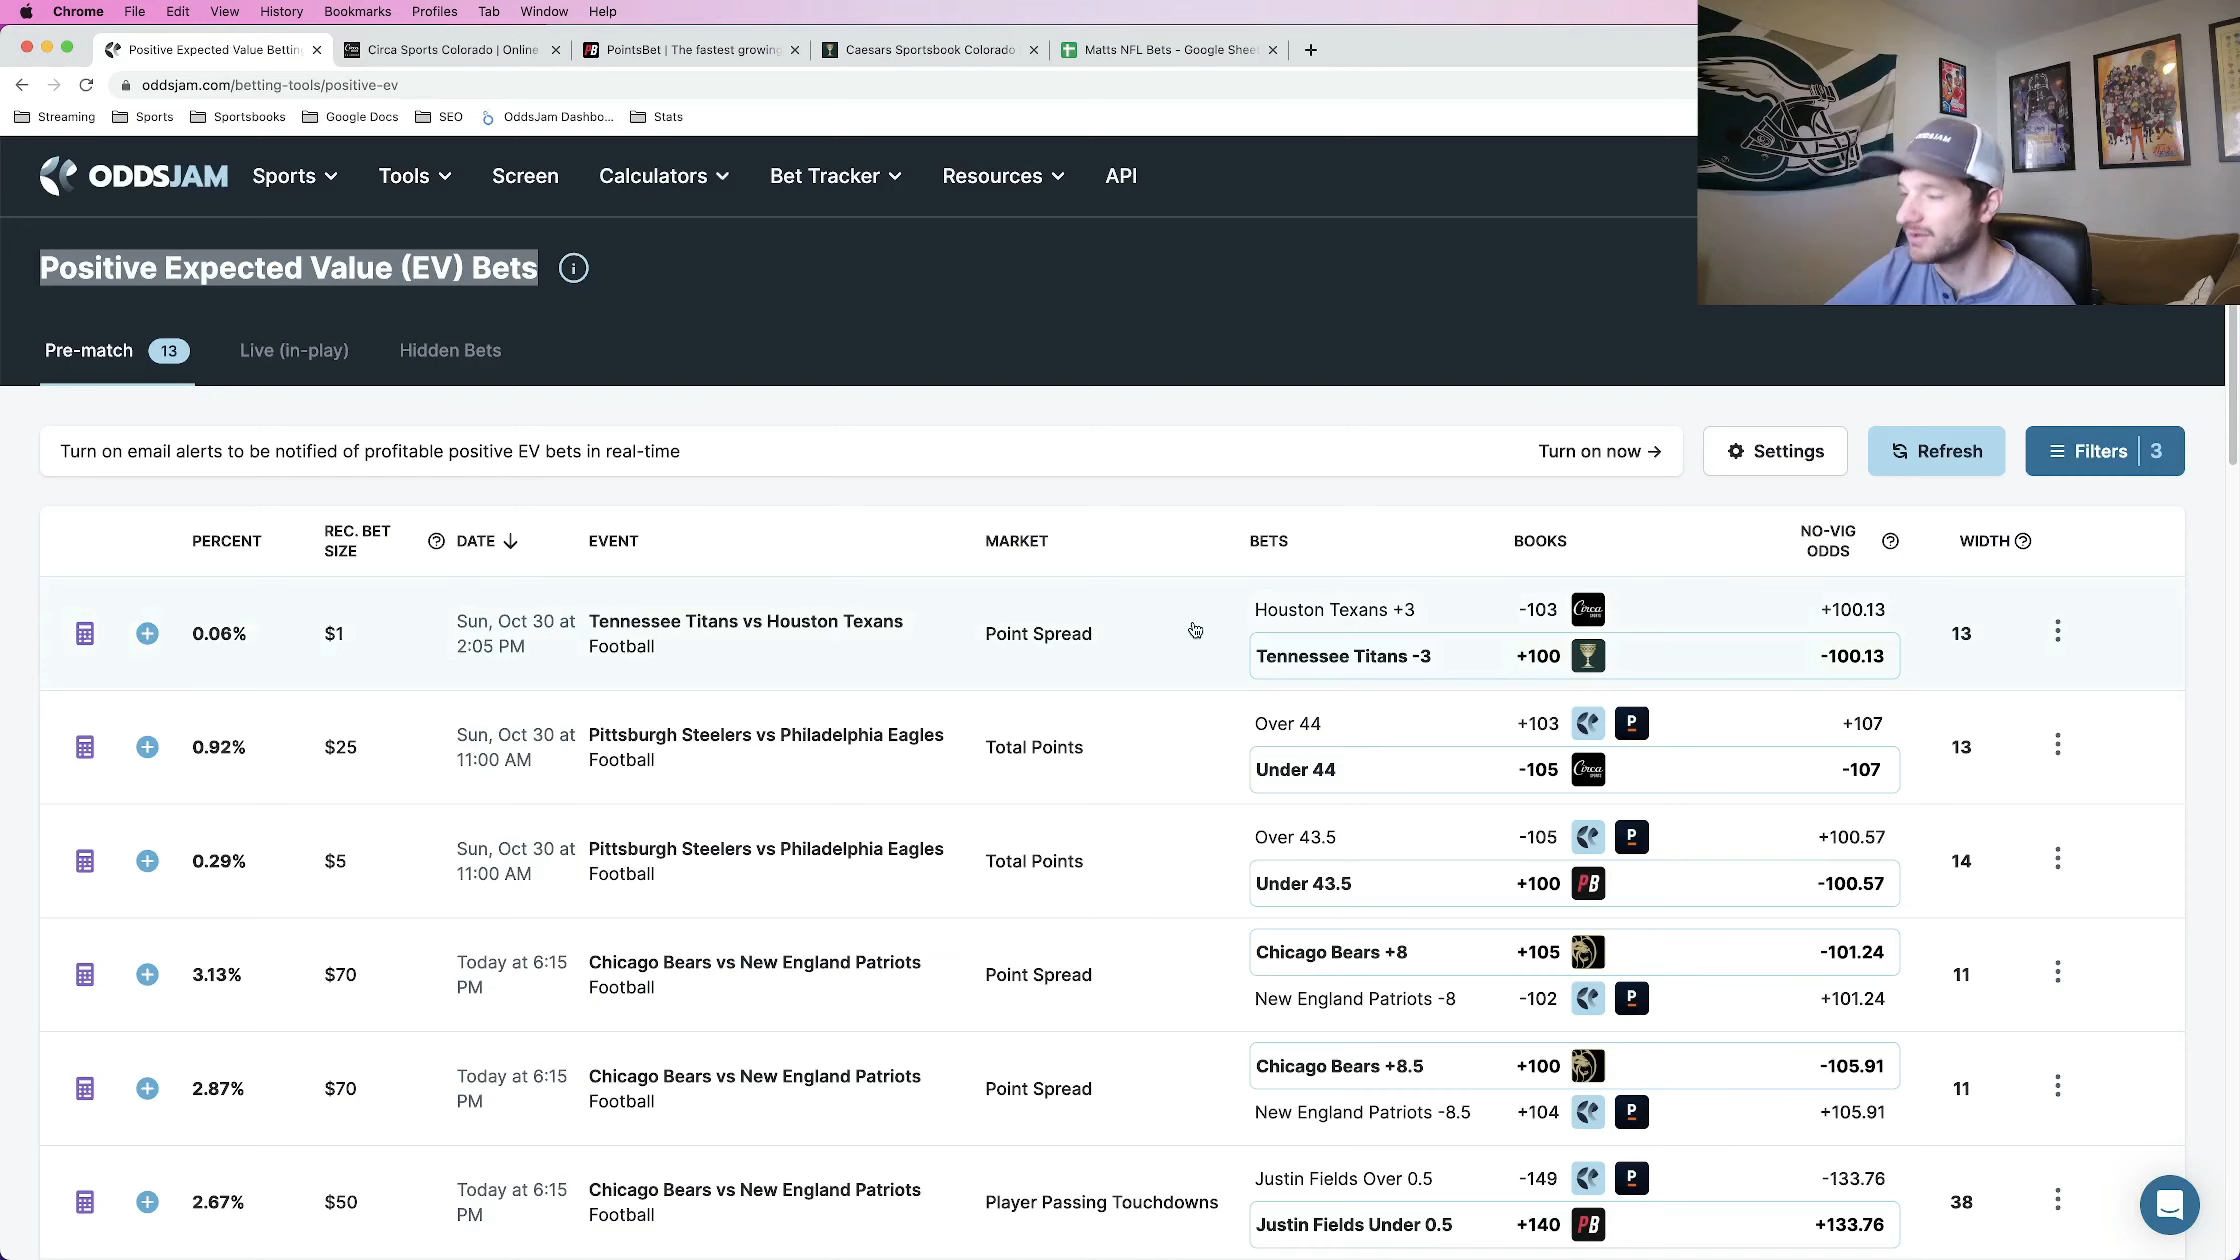 Chrome File Edit View History Bookmarks Profiles Tab Window Help
Positive Expected Value Betting Circa Sports Colorado | Online PointsBet | The fastest growing Caesars Sportsbook Colorado Matts NFL Bets - Google Sheet
oddsjam.com/betting-tools/positive-ev
Streaming Sports Sportsbooks Google Docs SEO OddsJam Dashbo... Stats
ODDSJAM Sports Tools Screen Calculators Bet Tracker Resources API
Positive Expected Value (EV) Bets
Pre-match 13 Live (in-play) Hidden Bets
Turn on email alerts to be notified of profitable positive EV bets in real-time Turn on now → Settings Refresh Filters 3
PERCENT REC. BET SIZE DATE EVENT MARKET BETS BOOKS NO-VIG ODDS WIDTH
Houston Texans +3 -103 Circa SPORTS +100.13
0.06% $1 Sun, Oct 30 at 2:05 PM Tennessee Titans vs Houston Texans Football Point Spread 13
Tennessee Titans -3 +100 -100.13
Over 44 +103 P +107
0.92% $25 Sun, Oct 30 at 11:00 AM Pittsburgh Steelers vs Philadelphia Eagles Football Total Points 13
Under 44 -105 Circa SPORTS -107
Over 43.5 -105 P +100.57
0.29% $5 Sun, Oct 30 at 11:00 AM Pittsburgh Steelers vs Philadelphia Eagles Football Total Points 14
Under 43.5 +100 PB -100.57
Chicago Bears +8 +105 -101.24
3.13% $70 Today at 6:15 PM Chicago Bears vs New England Patriots Football Point Spread 11
New England Patriots -8 -102 P +101.24
Chicago Bears +8.5 +100 -105.91
2.87% $70 Today at 6:15 PM Chicago Bears vs New England Patriots Football Point Spread 11
New England Patriots -8.5 +104 P +105.91
Justin Fields Over 0.5 -149 P -133.76
2.67% $50 Today at 6:15 PM Chicago Bears vs New England Patriots Football Player Passing Touchdowns 38
Justin Fields Under 0.5 +140 PB +133.76